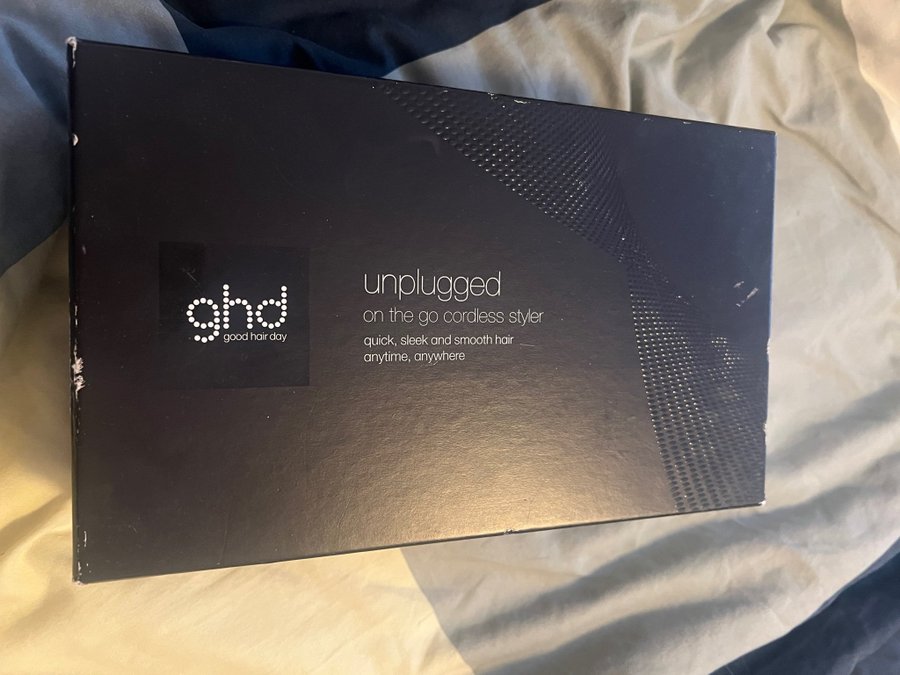 ghd
good hair day
unplugged
on the go cordless styler
quick, sleek and smooth hair
anytime, anywhere